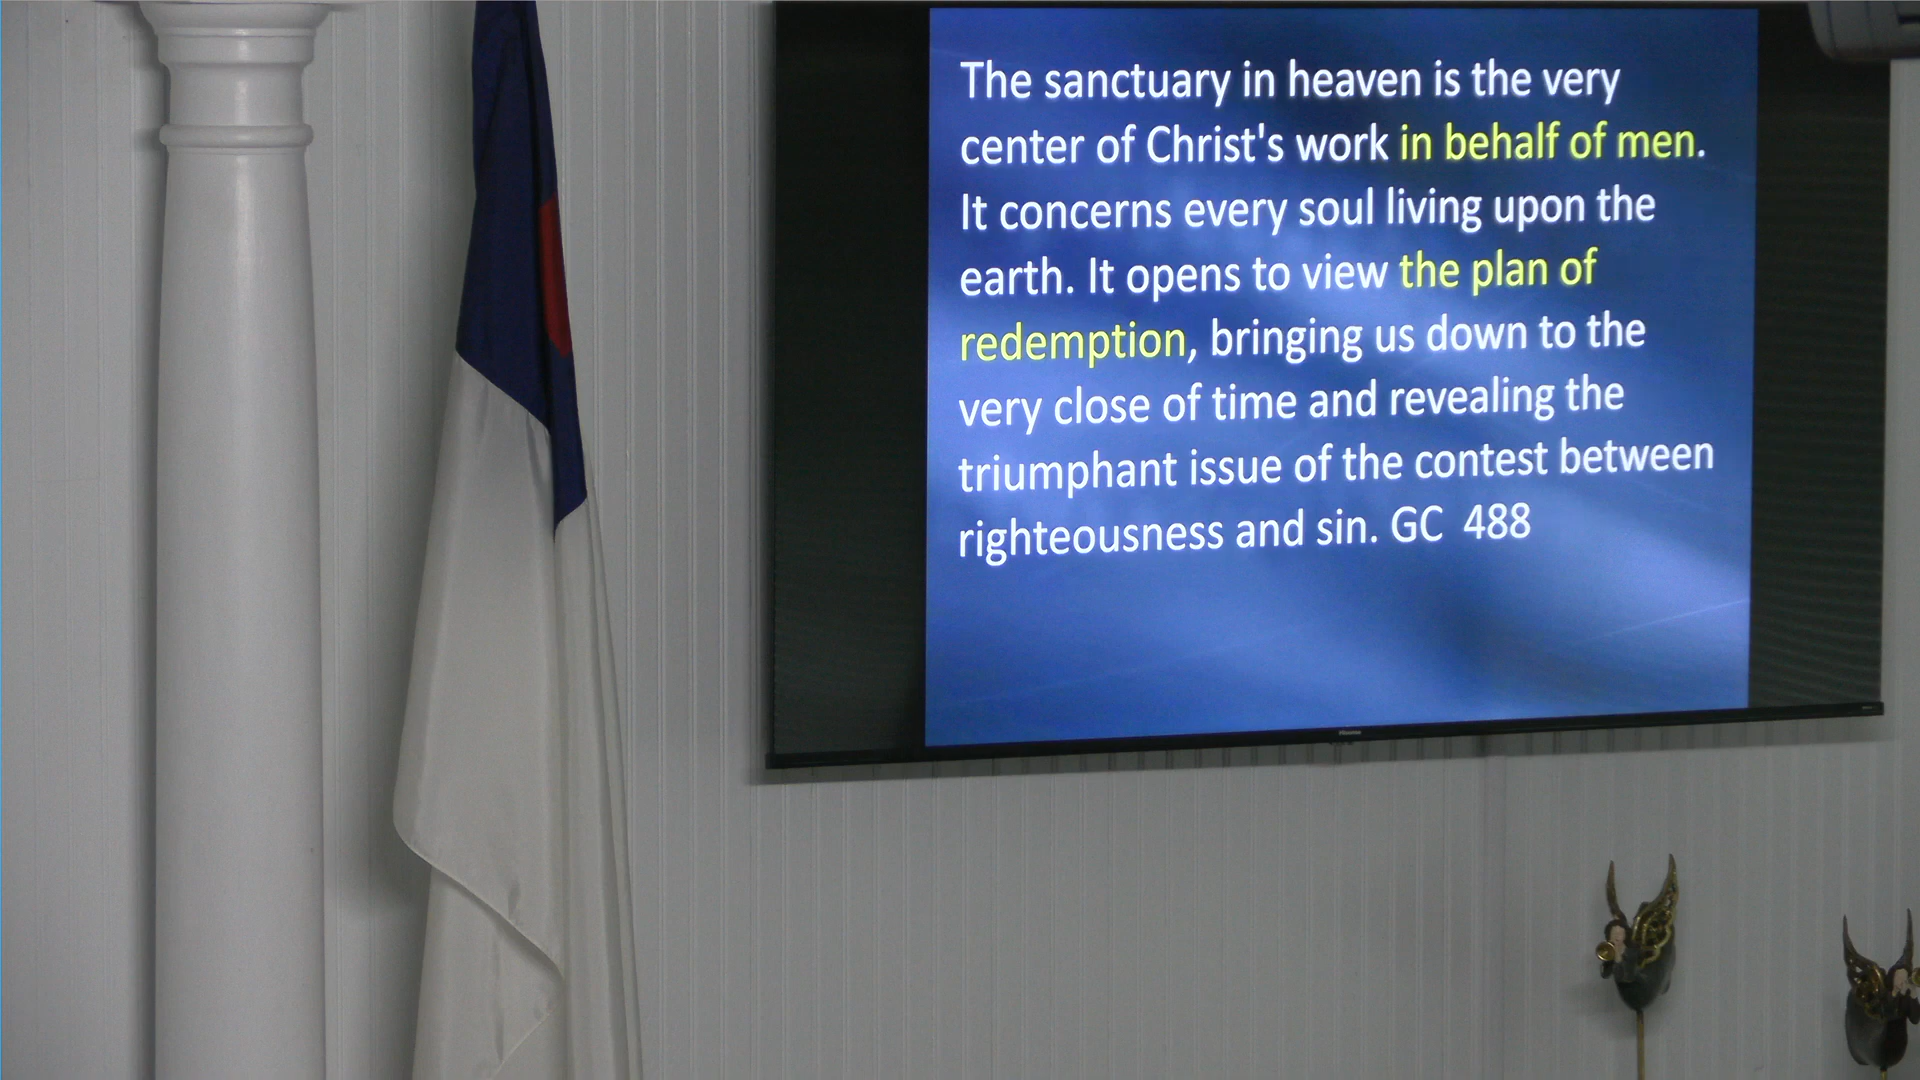 The sanctuary in heaven is the very
center of Christ's work in behalf of men.
It concerns every soul living upon the
earth. It opens to view the plan of
redemption, bringing us down to the
very close of time and revealing the
triumphant issue of the contest between
righteousness and sin. GC  488
Hisense